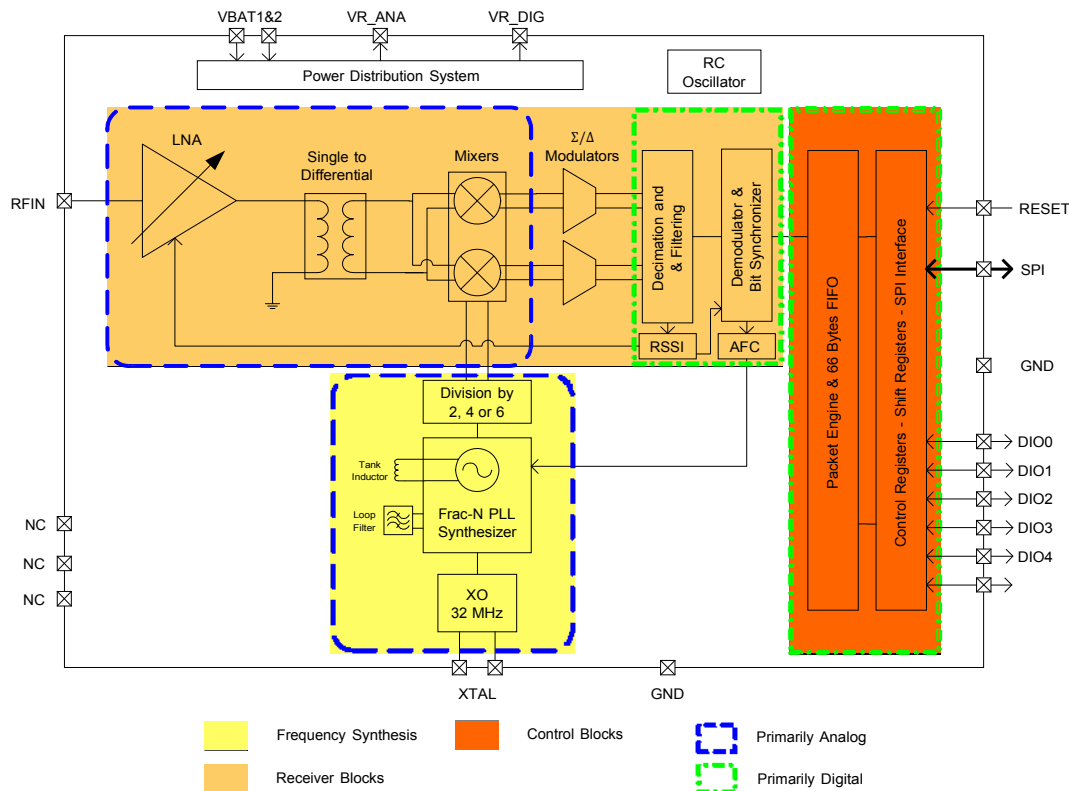 VBAT1&2
VR_ANA
VR_DIG
Power Distribution System
RC
Oscillator
LNA
Single to
Differential
Mixers
Σ/Δ
Modulators
RFIN
Decimation and
& Filtering
Demodulator &
Bit Synchronizer
RSSI
AFC
Packet Engine & 66 Bytes FIFO
Control Registers - Shift Registers - SPI Interface
RESET
SPI
GND
Division by
2, 4 or 6
Tank
Inductor
Loop
Filter
Frac-N PLL
Synthesizer
XO
32 MHz
NC
NC
NC
DIO0
DIO1
DIO2
DIO3
DIO4
XTAL
GND
Frequency Synthesis
Control Blocks
Primarily Analog
Receiver Blocks
Primarily Digital